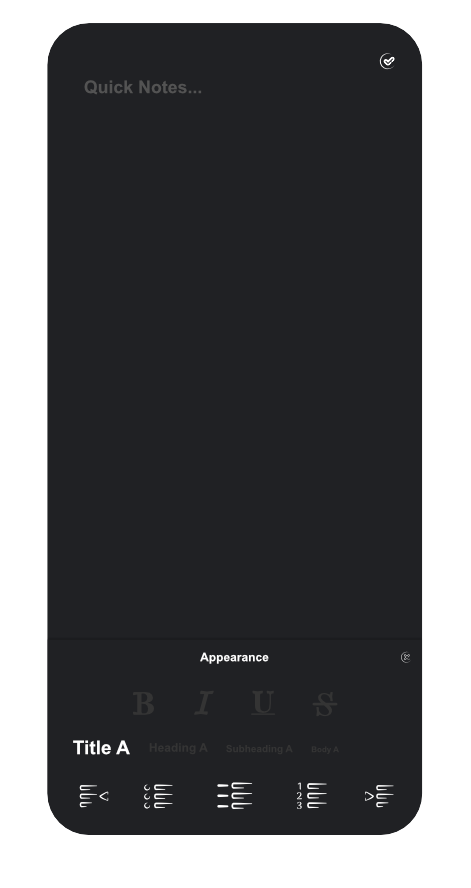 Quick Notes...
Appearance
B I U S
Title A Heading A Subheading A Body A
1
2
3